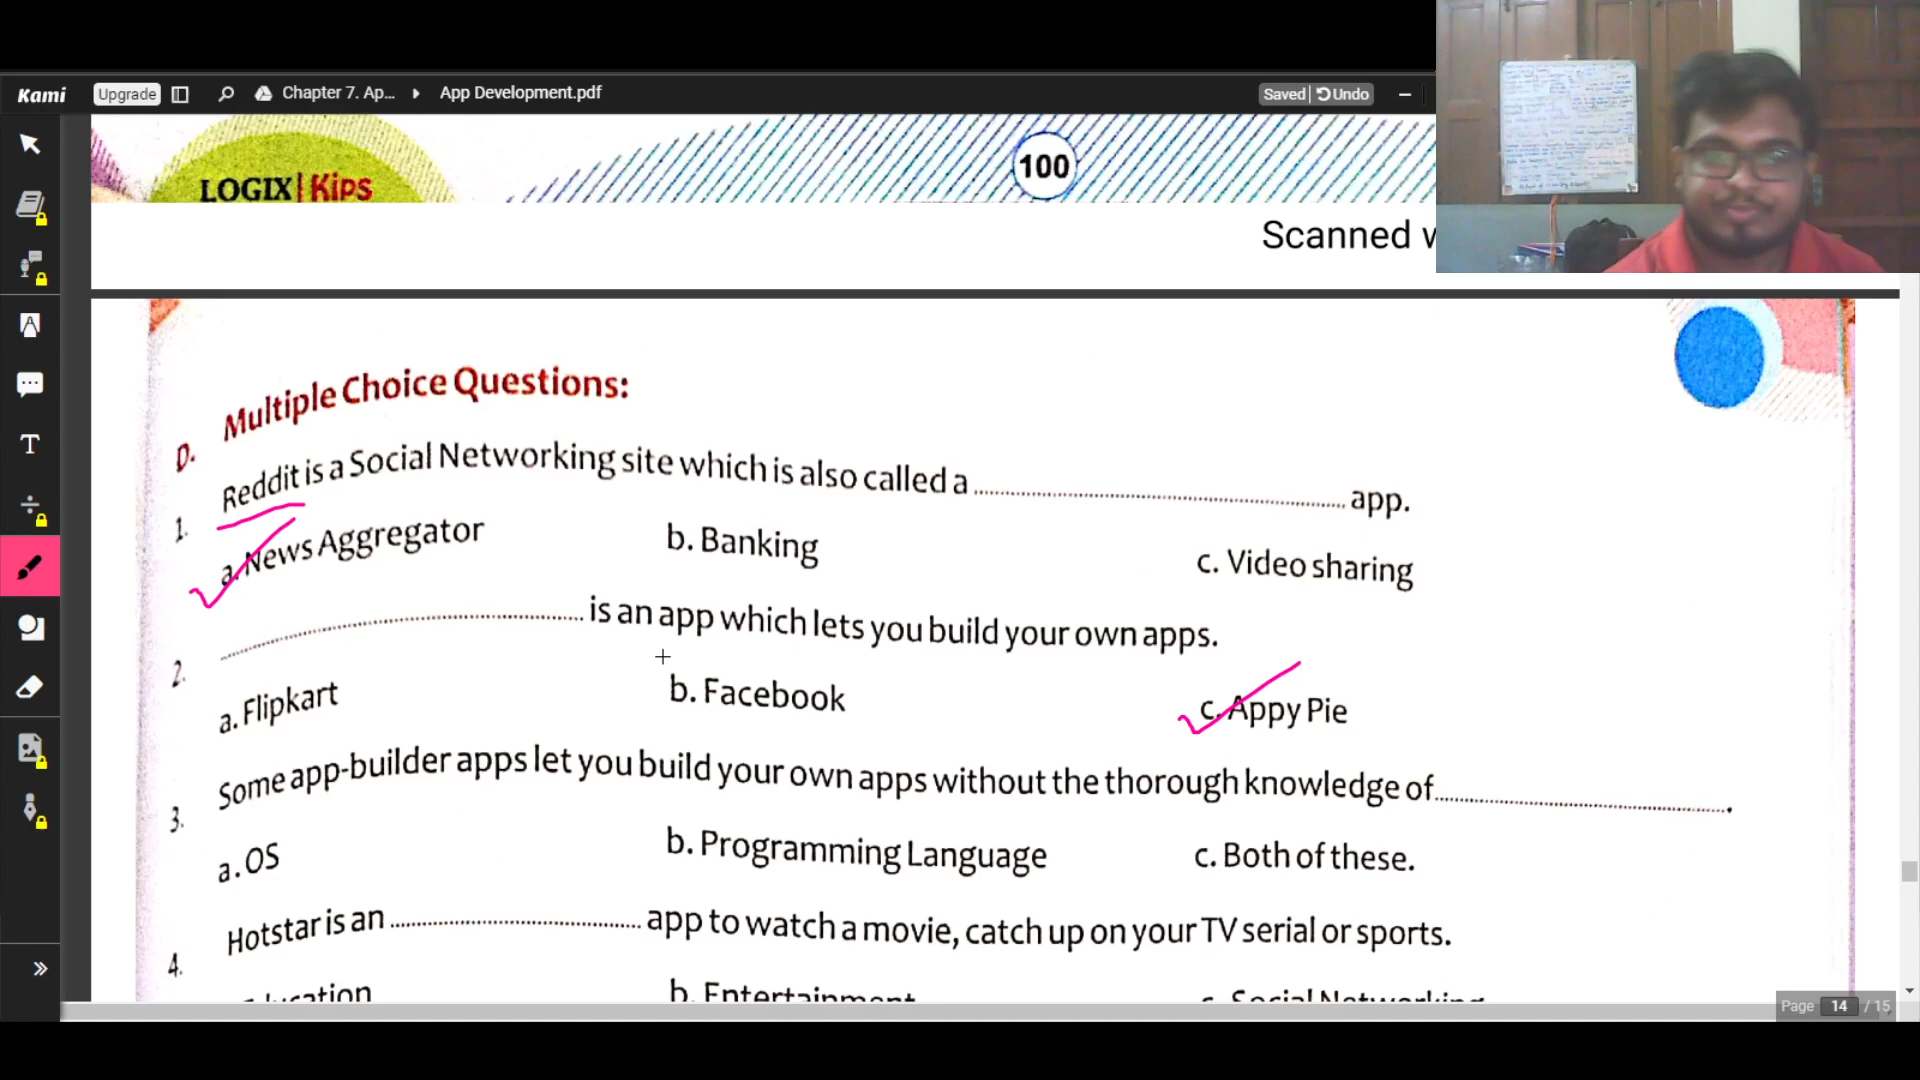 Kami Upgrade Chapter 7. Ap... App Development.pdf Saved Undo
LOGIX|Kips 100
Scanned
D. Multiple Choice Questions:
1. Reddit is a Social Networking site which is also called a .......... app.
a. News Aggregator b. Banking c. Video sharing
2. .......... is an app which lets you build your own apps.
a. Flipkart b. Facebook c. Appy Pie
3. Some app-builder apps let you build your own apps without the thorough knowledge of .......... .
a. OS b. Programming Language c. Both of these.
4. Hotstar is an .......... app to watch a movie, catch up on your TV serial or sports.
b. Entertainment c. Social Networking
Page 14 / 15